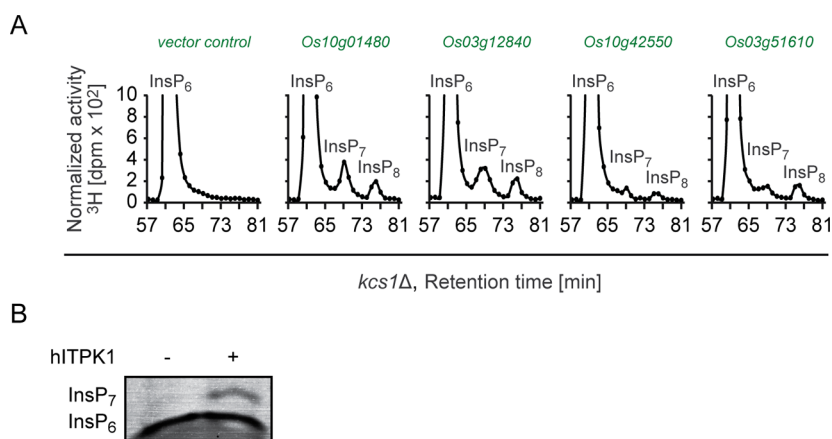 A
vector control Os10g01480 Os03g12840 Os10g42550 Os03g51610
Normalized activity
³H [dpm x 10²]
10
8
6
4
2
0
InsP₆ InsP₆ InsP₆ InsP₆ InsP₆
InsP₇ InsP₇ InsP₇ InsP₇
InsP₈ InsP₈ InsP₈ InsP₈
57 65 73 81 57 65 73 81 57 65 73 81 57 65 73 81 57 65 73 81
kcs1Δ, Retention time [min]
B
hITPK1 - +
InsP₇
InsP₆